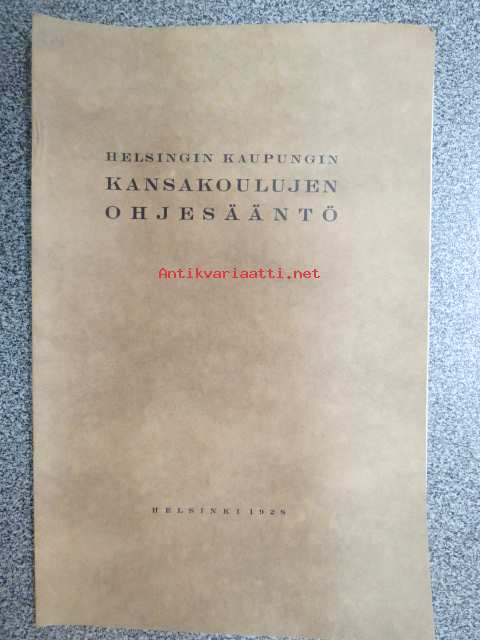 HELSINGIN KAUPUNGIN
KANSAKOULUJEN
OHJESÄÄNTÖ
Antikvariaatti.net
HELSINKI 1928